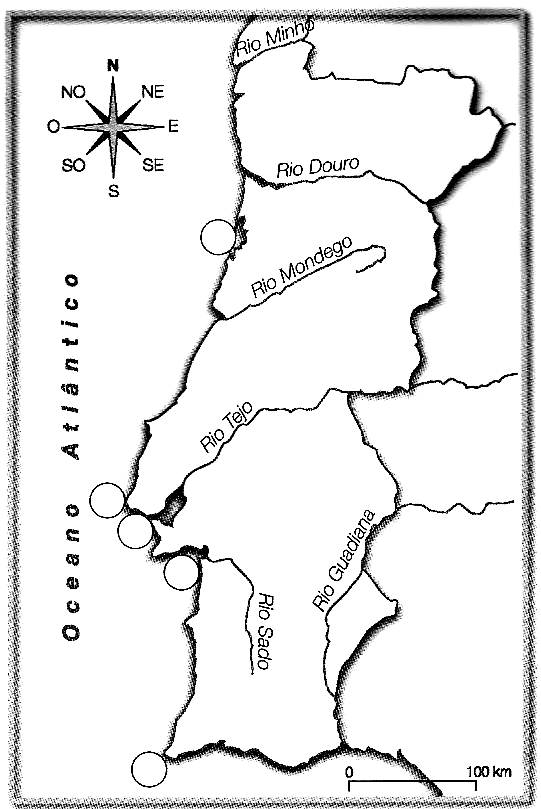 Rio Minho
N
NO NE
O E
SO SE
S
Rio Douro
Rio Mondego
Oceano Atlântico
Rio Tejo
Rio Guadiana
Rio Sado
0 100 km